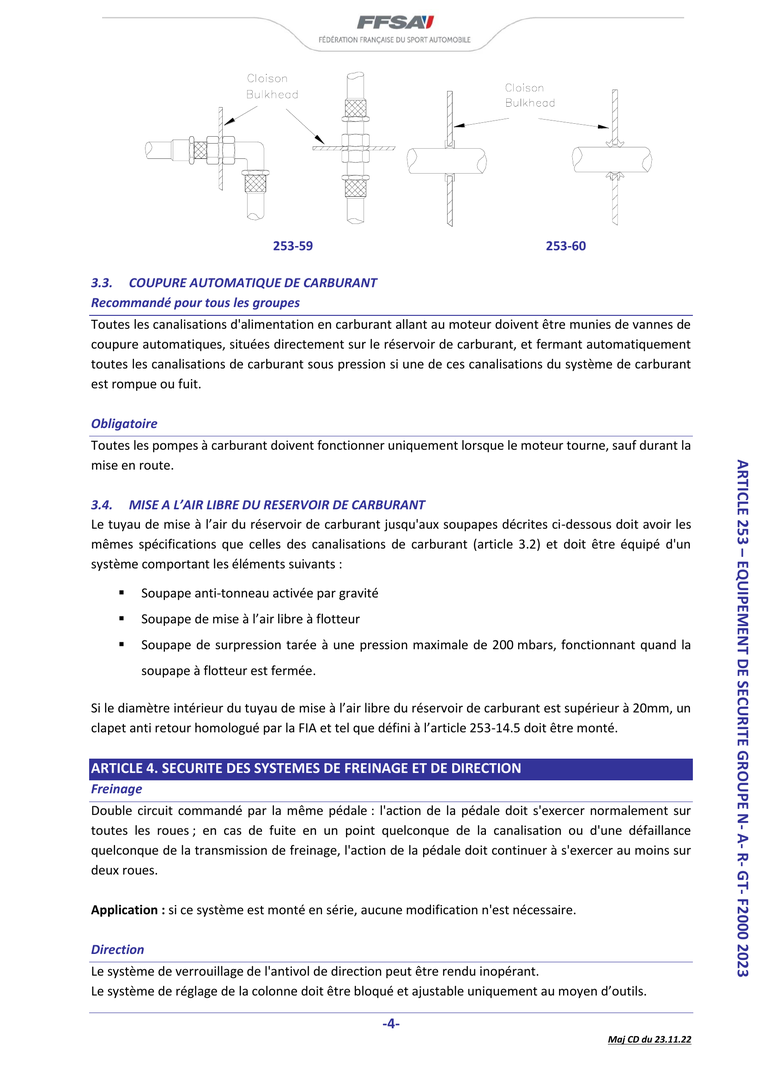 FFSA
FÉDÉRATION FRANÇAISE DU SPORT AUTOMOBILE
Cloison
Bulkhead
Cloison
Bulkhead
253-59
253-60
3.3. COUPURE AUTOMATIQUE DE CARBURANT
Recommandé pour tous les groupes
Toutes les canalisations d'alimentation en carburant allant au moteur doivent être munies de vannes de
coupure automatiques, situées directement sur le réservoir de carburant, et fermant automatiquement
toutes les canalisations de carburant sous pression si une de ces canalisations du système de carburant
est rompue ou fuit.
Obligatoire
Toutes les pompes à carburant doivent fonctionner uniquement lorsque le moteur tourne, sauf durant la
mise en route.
3.4. MISE A L’AIR LIBRE DU RESERVOIR DE CARBURANT
Le tuyau de mise à l’air du réservoir de carburant jusqu'aux soupapes décrites ci-dessous doit avoir les
mêmes spécifications que celles des canalisations de carburant (article 3.2) et doit être équipé d'un
système comportant les éléments suivants :
▪ Soupape anti-tonneau activée par gravité
▪ Soupape de mise à l’air libre à flotteur
▪ Soupape de surpression tarée à une pression maximale de 200 mbars, fonctionnant quand la
soupape à flotteur est fermée.
Si le diamètre intérieur du tuyau de mise à l’air libre du réservoir de carburant est supérieur à 20mm, un
clapet anti retour homologué par la FIA et tel que défini à l’article 253-14.5 doit être monté.
ARTICLE 4. SECURITE DES SYSTEMES DE FREINAGE ET DE DIRECTION
Freinage
Double circuit commandé par la même pédale : l'action de la pédale doit s'exercer normalement sur
toutes les roues ; en cas de fuite en un point quelconque de la canalisation ou d'une défaillance
quelconque de la transmission de freinage, l'action de la pédale doit continuer à s'exercer au moins sur
deux roues.
Application : si ce système est monté en série, aucune modification n'est nécessaire.
Direction
Le système de verrouillage de l'antivol de direction peut être rendu inopérant.
Le système de réglage de la colonne doit être bloqué et ajustable uniquement au moyen d’outils.
-4-
Maj CD du 23.11.22
ARTICLE 253 – EQUIPEMENT DE SECURITE GROUPE N- A- R- GT- F2000 2023